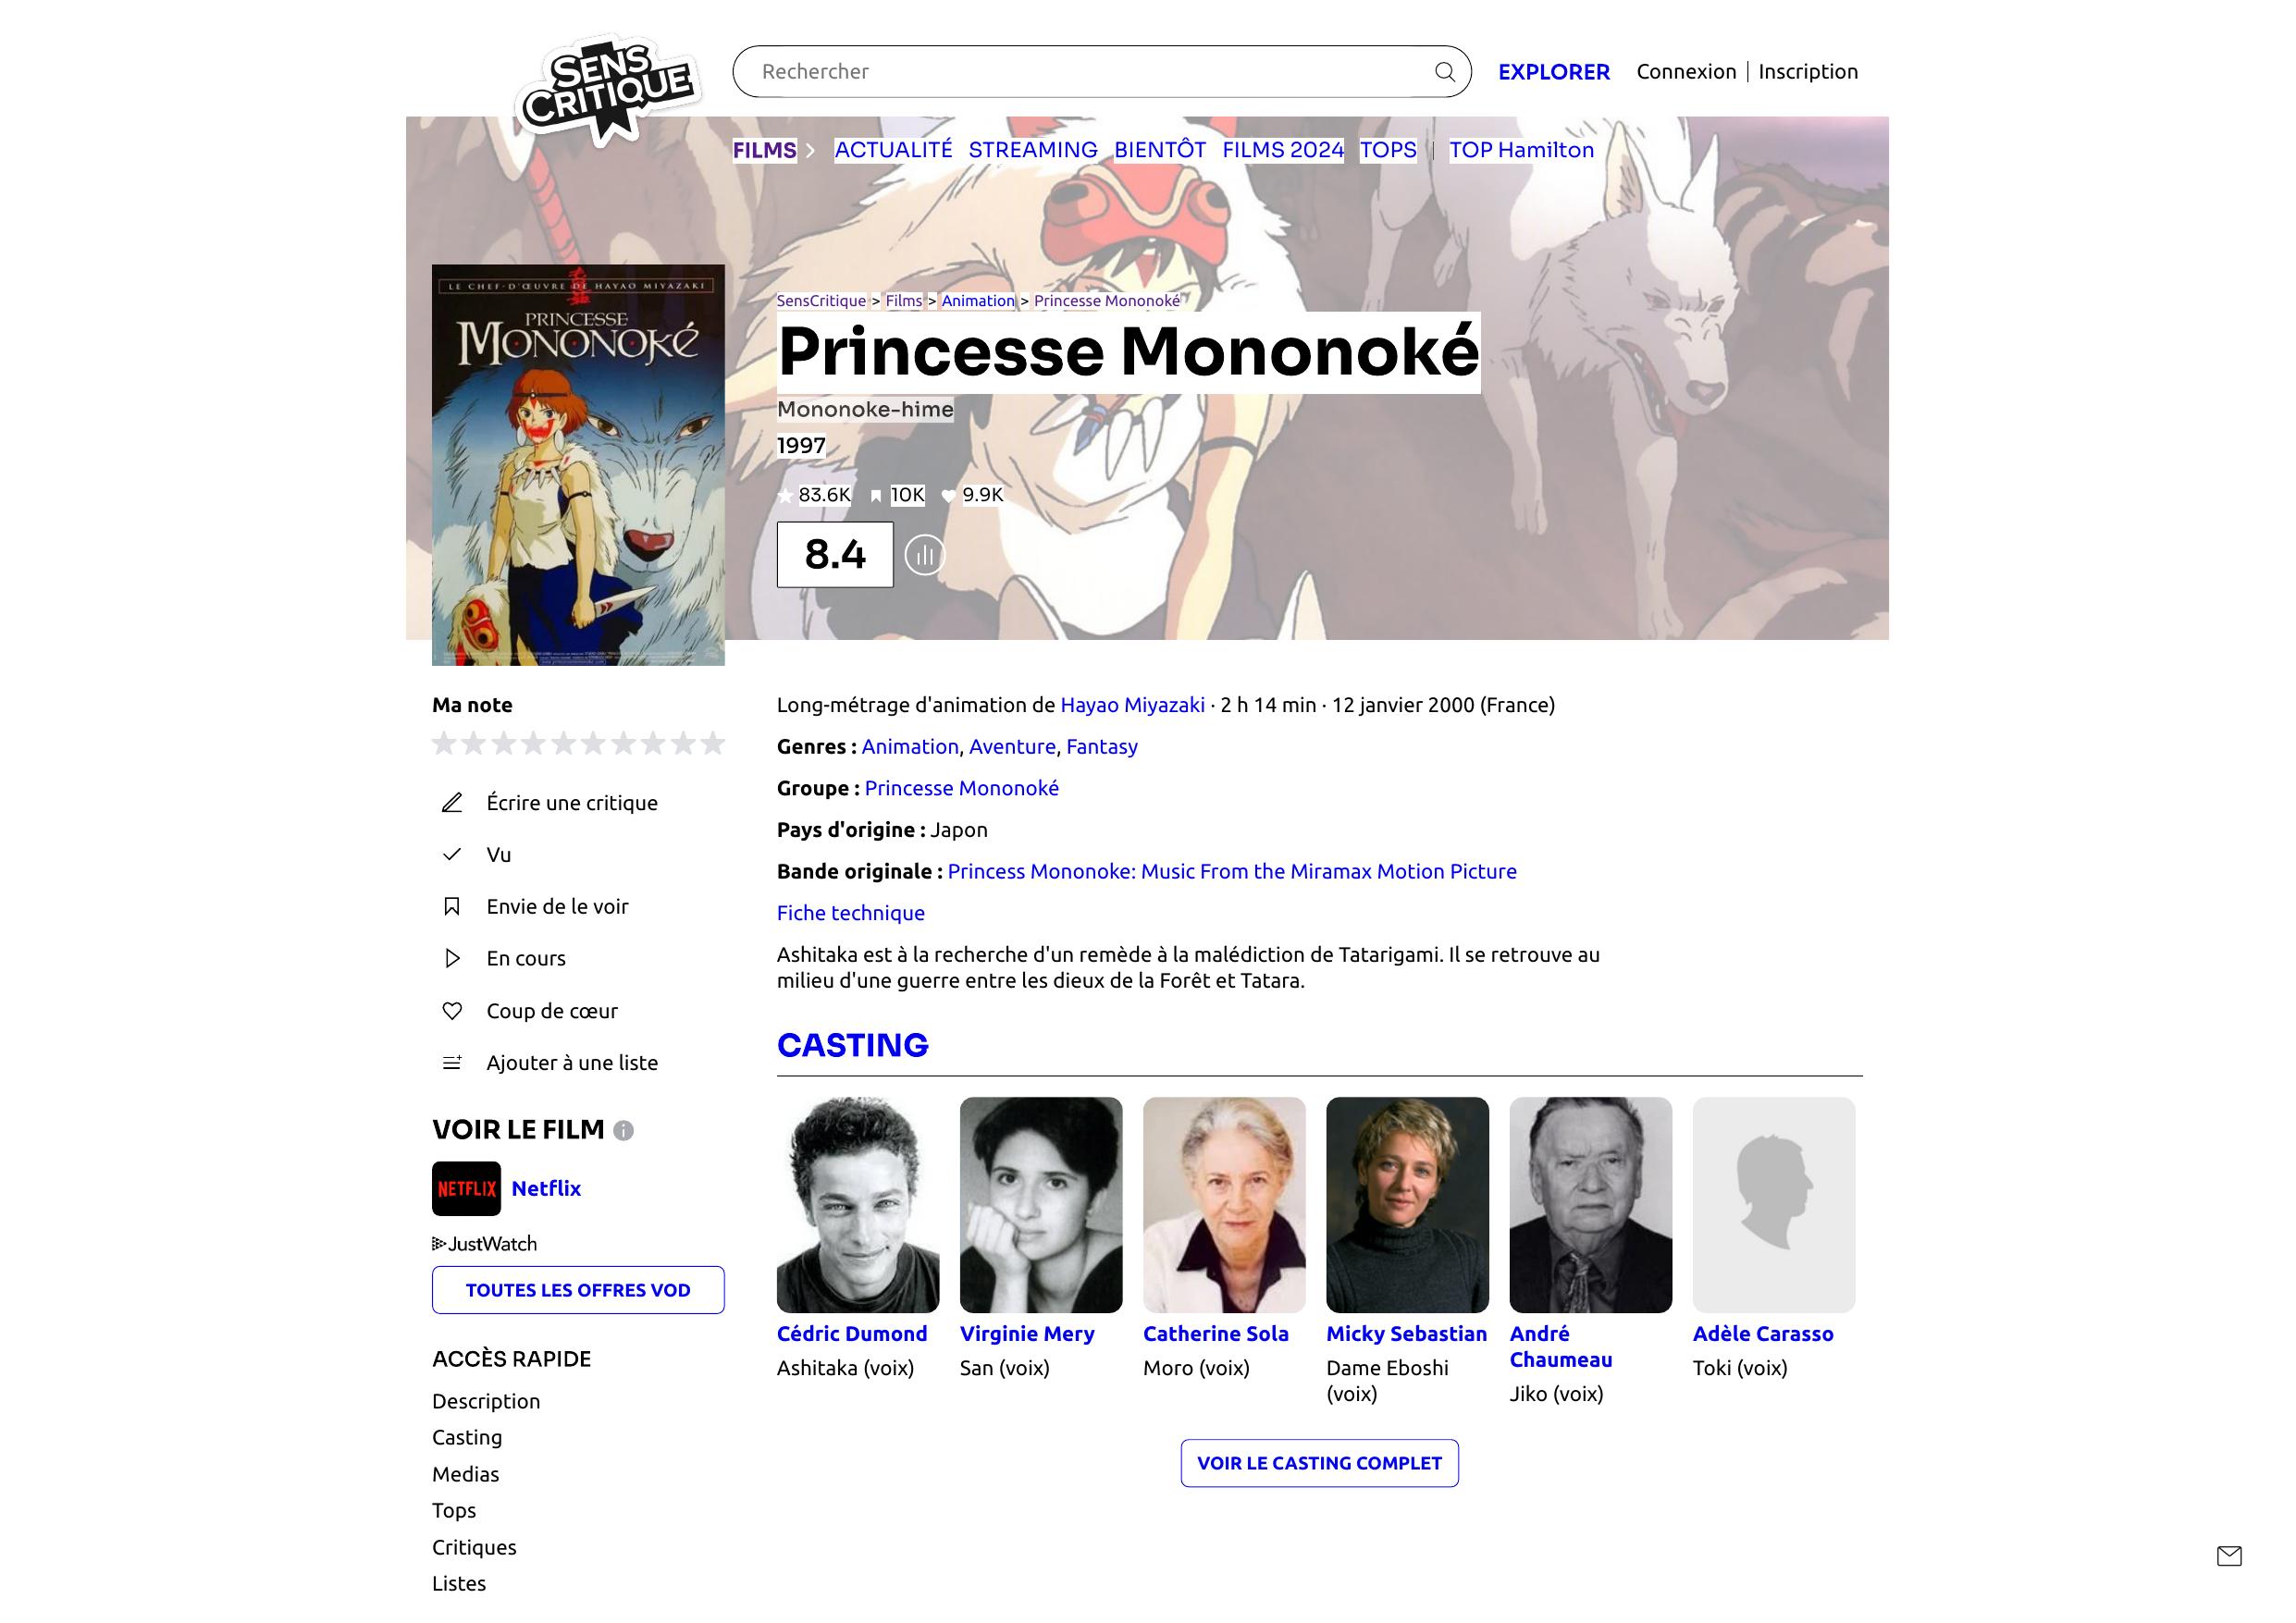 SENS
CRITIQUE
Rechercher
EXPLORER
Connexion | Inscription
FILMS
ACTUALITÉ
STREAMING
BIENTÔT
FILMS 2024
TOPS
TOP Hamilton
LE CHEF-D'ŒUVRE DE HAYAO MIYAZAKI
PRINCESSE
MONONOKé
SensCritique > Films > Animation > Princesse Mononoké
Princesse Mononoké
Mononoke-hime
1997
83.6K 10K 9.9K
8.4
Ma note
Écrire une critique
Vu
Envie de le voir
En cours
Coup de cœur
Ajouter à une liste
VOIR LE FILM
NETFLIX Netflix
JustWatch
TOUTES LES OFFRES VOD
ACCÈS RAPIDE
Description
Casting
Medias
Tops
Critiques
Listes
Long-métrage d'animation de Hayao Miyazaki · 2 h 14 min · 12 janvier 2000 (France)
Genres : Animation, Aventure, Fantasy
Groupe : Princesse Mononoké
Pays d'origine : Japon
Bande originale : Princess Mononoke: Music From the Miramax Motion Picture
Fiche technique
Ashitaka est à la recherche d'un remède à la malédiction de Tatarigami. Il se retrouve au
milieu d'une guerre entre les dieux de la Forêt et Tatara.
CASTING
Cédric Dumond
Ashitaka (voix)
Virginie Mery
San (voix)
Catherine Sola
Moro (voix)
Micky Sebastian
Dame Eboshi
(voix)
André
Chaumeau
Jiko (voix)
Adèle Carasso
Toki (voix)
VOIR LE CASTING COMPLET